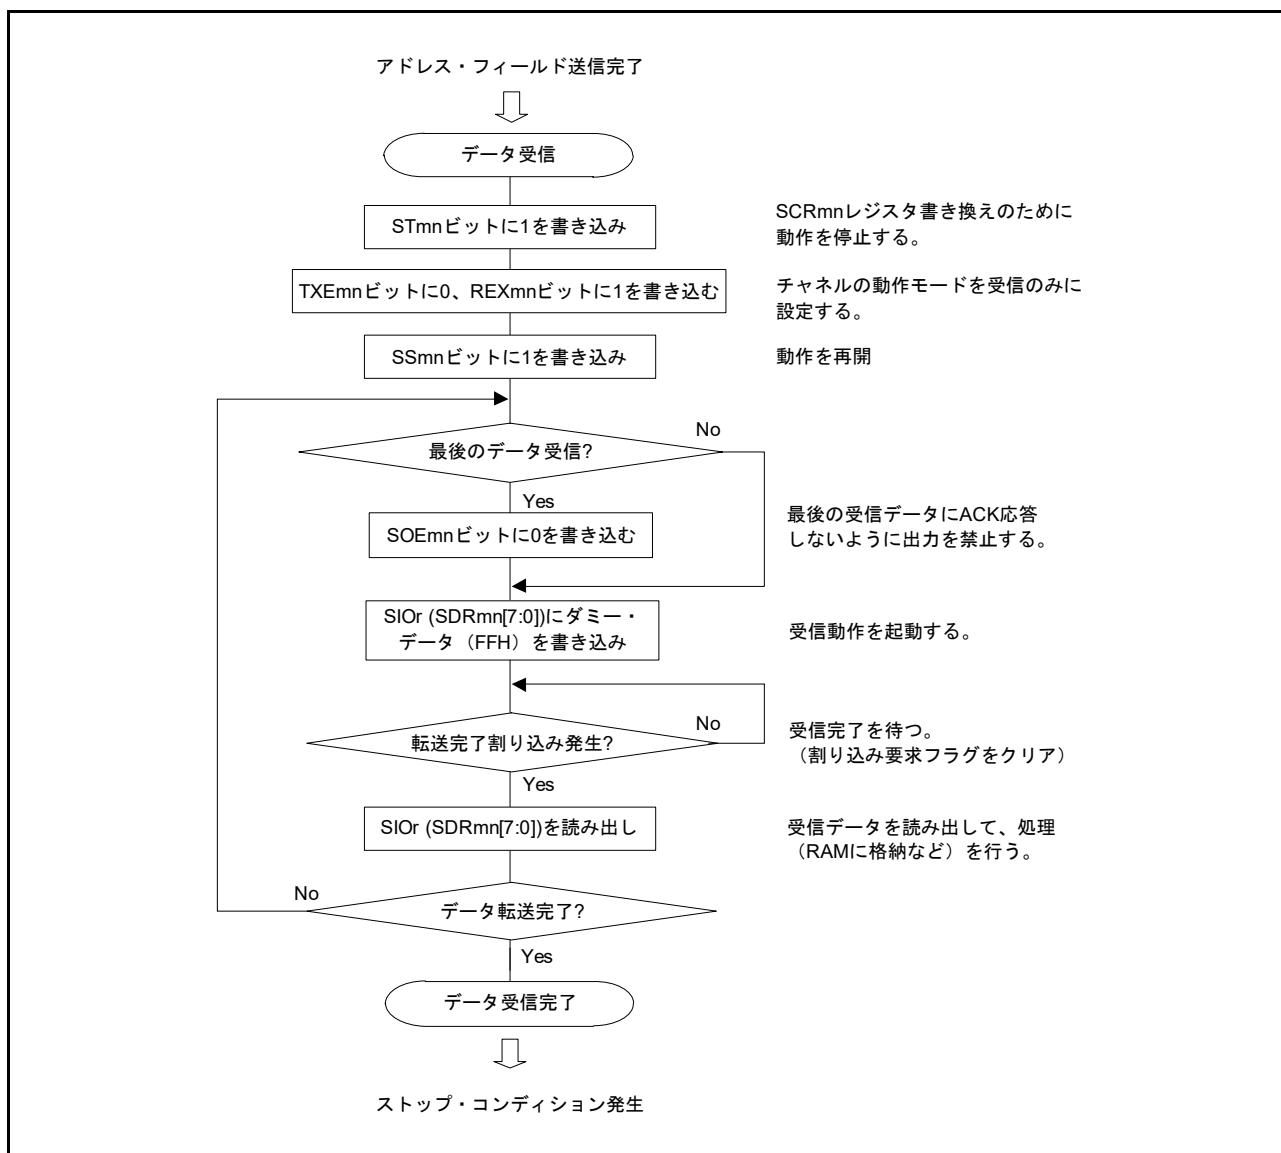 アドレス・フィールド送信完了
データ受信
STmnビットに1を書き込み
SCRmnレジスタ書き換えのために
動作を停止する。
TXEmnビットに0、REXmnビットに1を書き込む
チャネルの動作モードを受信のみに
設定する。
SSmnビットに1を書き込み
動作を再開
No
最後のデータ受信?
Yes
SOEmnビットに0を書き込む
最後の受信データにACK応答
しないように出力を禁止する。
SIOr (SDRmn[7:0])にダミー・
データ（FFH）を書き込み
受信動作を起動する。
No
転送完了割り込み発生?
受信完了を待つ。
（割り込み要求フラグをクリア）
Yes
SIOr (SDRmn[7:0])を読み出し
受信データを読み出して、処理
（RAMに格納など）を行う。
No
データ転送完了?
Yes
データ受信完了
ストップ・コンディション発生